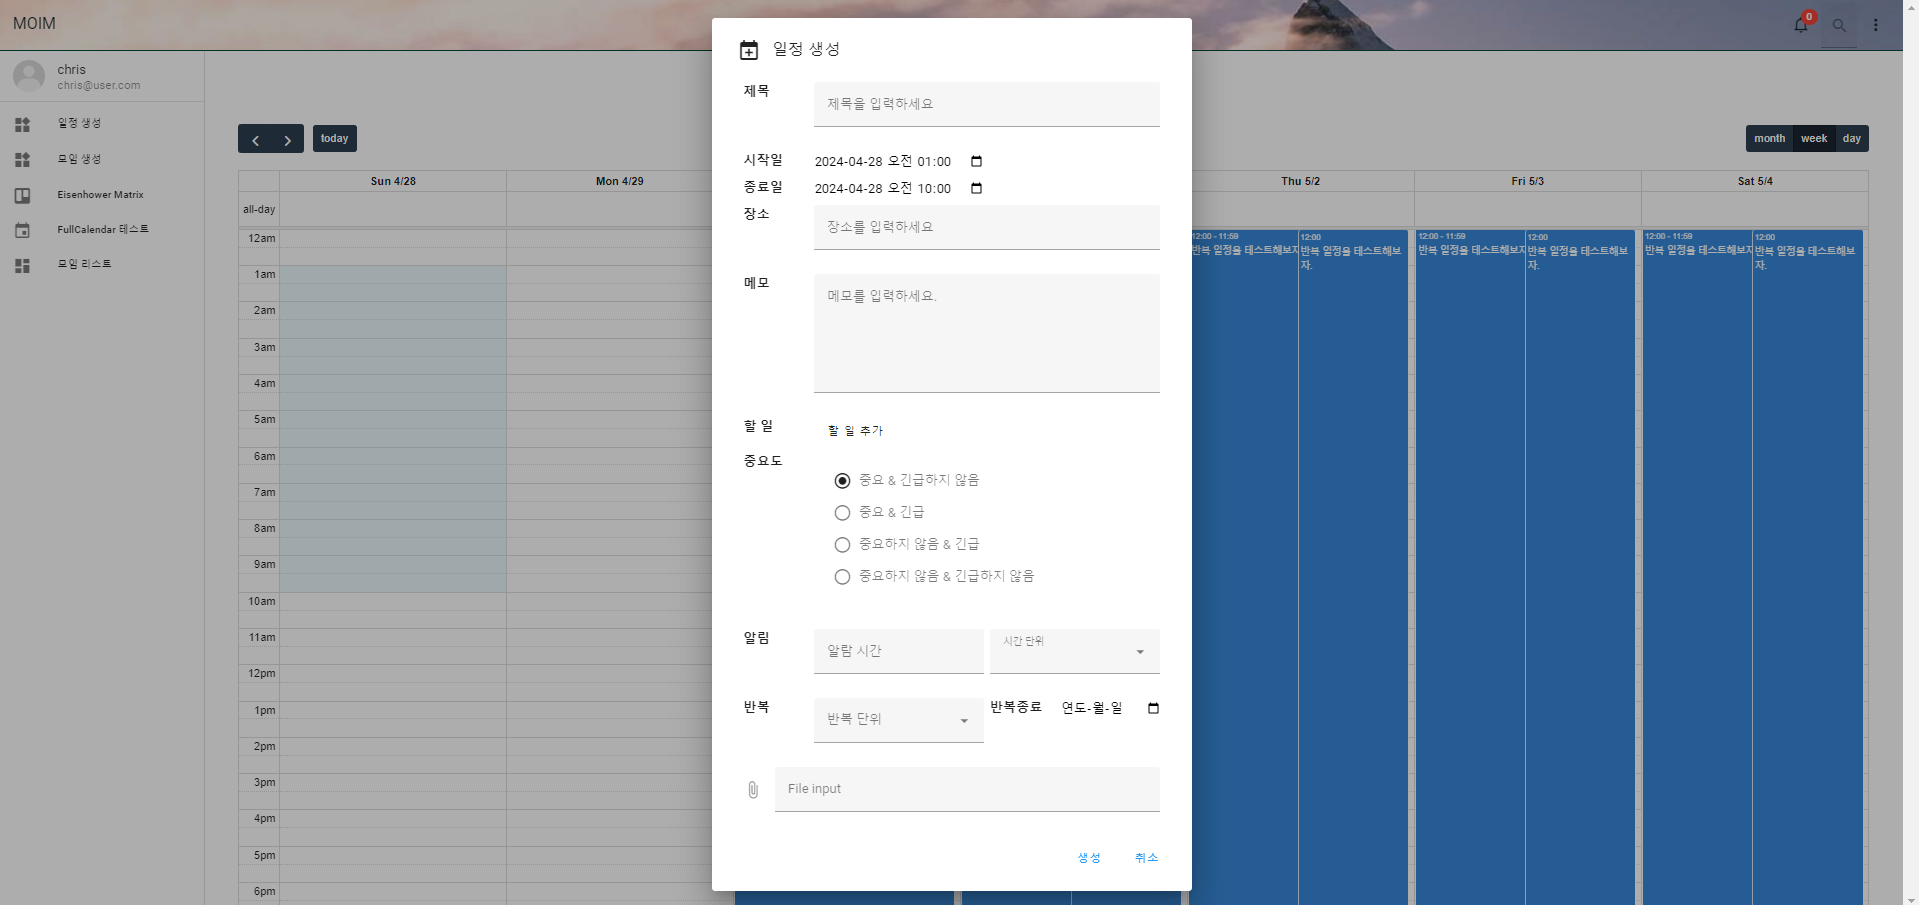 MOIM
0
chris
chris@user.com
일정 생성
모임 생성
Eisenhower Matrix
FullCalendar 테스트
모임 리스트
today
month week day
Sun 4/28 Mon 4/29 Thu 5/2 Fri 5/3 Sat 5/4
all-day
12am
1am
2am
3am
4am
5am
6am
7am
8am
9am
10am
11am
12pm
1pm
2pm
3pm
4pm
5pm
6pm
12:00 - 11:59
반복 일정을 테스트해보자
12:00
반복 일정을 테스트해보
자.
12:00 - 11:59
반복 일정을 테스트해보자
12:00
반복 일정을 테스트해보
자.
12:00 - 11:59
반복 일정을 테스트해보자
12:00
반복 일정을 테스트해보
자.
일정 생성
제목 제목을 입력하세요
시작일 2024-04-28 오전 01:00
종료일 2024-04-28 오전 10:00
장소 장소를 입력하세요
메모 메모를 입력하세요.
할 일 할 일 추가
중요도
중요 & 긴급하지 않음
중요 & 긴급
중요하지 않음 & 긴급
중요하지 않음 & 긴급하지 않음
알림 알람 시간 시간 단위
반복 반복 단위 반복종료 연도-월-일
File input
생성 취소